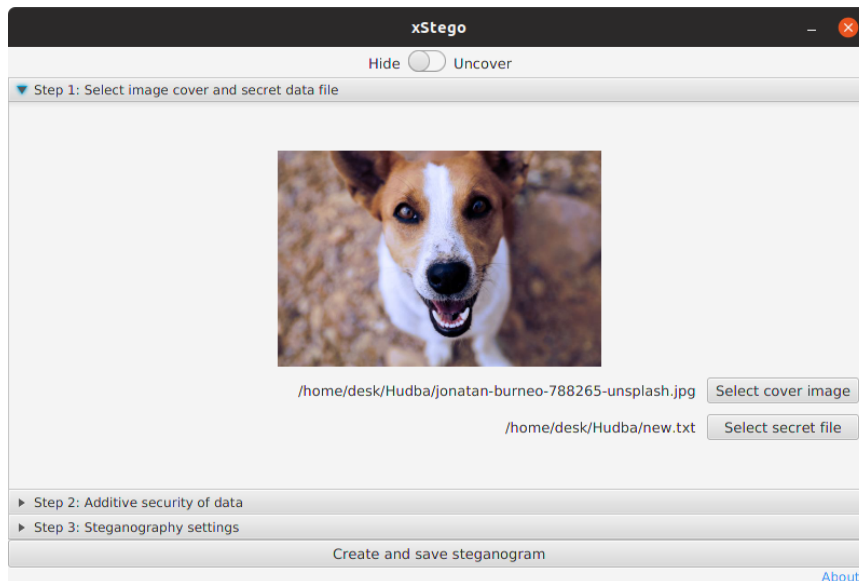 xStego
Hide Uncover
Step 1: Select image cover and secret data file
/home/desk/Hudba/jonatan-burneo-788265-unsplash.jpg Select cover image
/home/desk/Hudba/new.txt Select secret file
Step 2: Additive security of data
Step 3: Steganography settings
Create and save steganogram
About